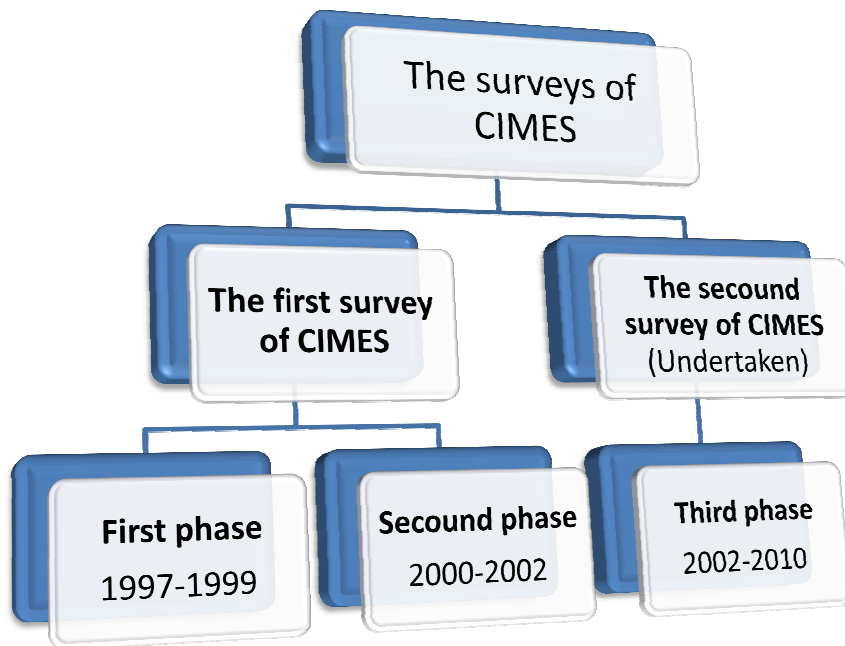 The surveys of
CIMES
The first survey
of CIMES
The secound
survey of CIMES
(Undertaken)
First phase
1997-1999
Secound phase
2000-2002
Third phase
2002-2010